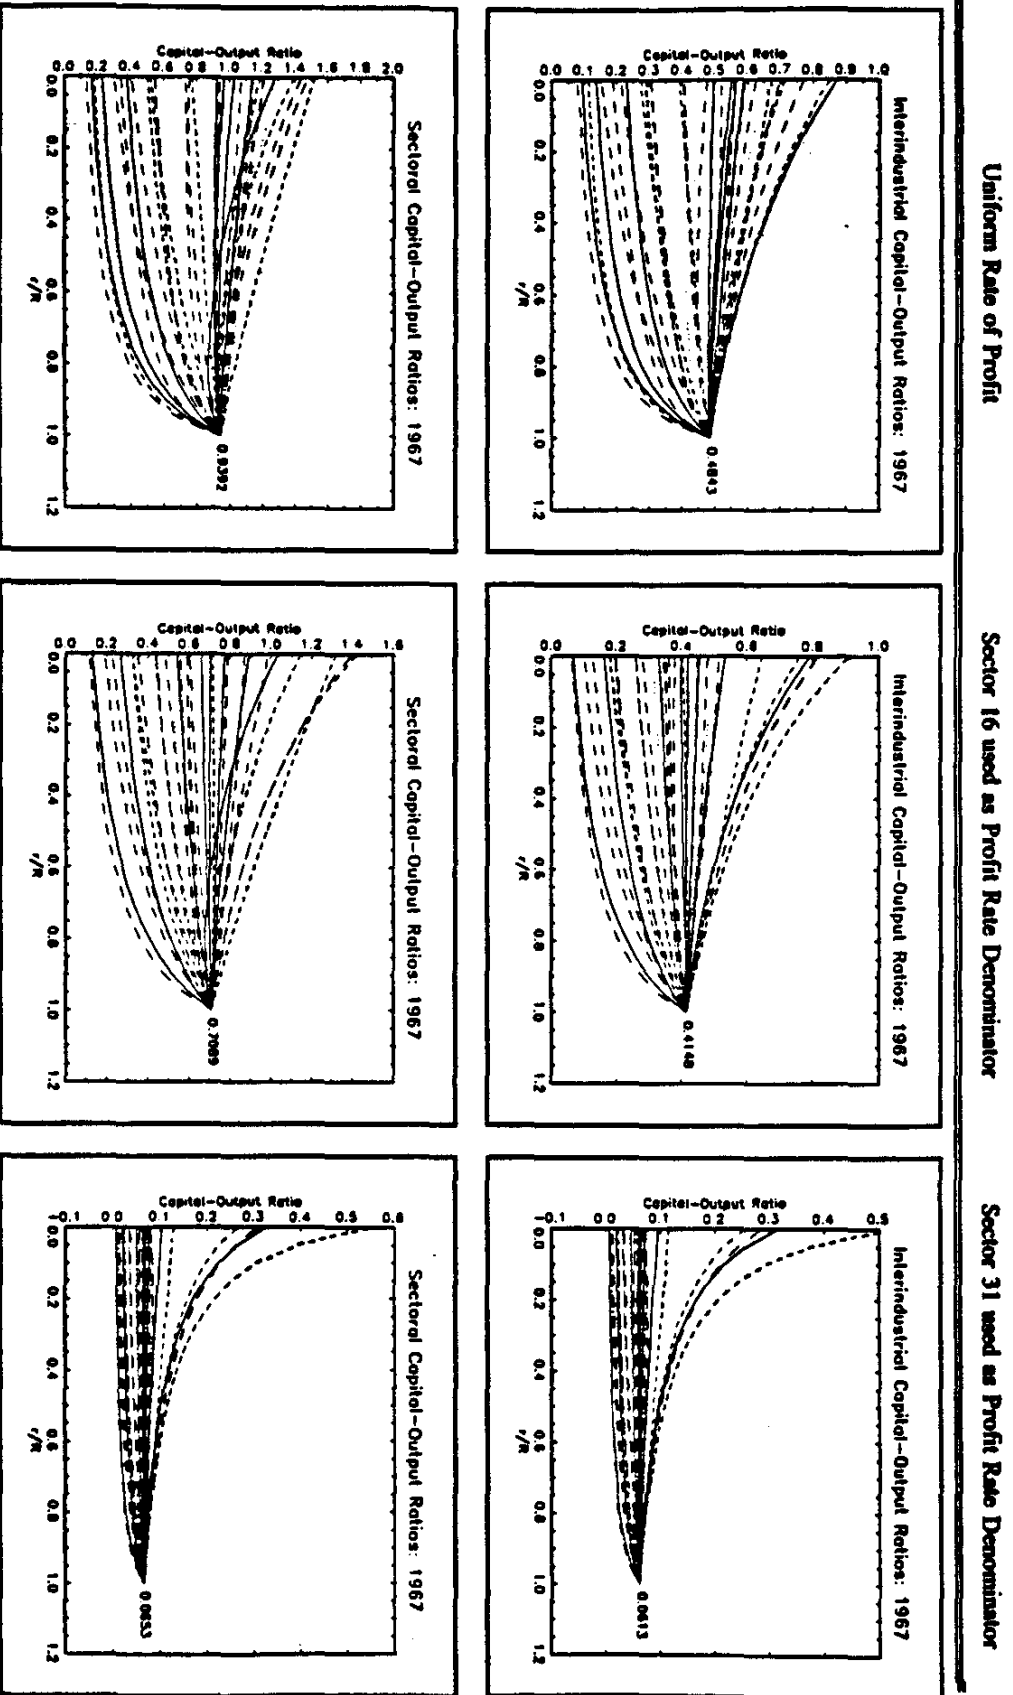 Uniform Rate of Profit
Interindustrial Capital-Output Ratios: 1967
Capital-Output Ratio
0.0 0.1 0.2 0.3 0.4 0.5 0.6 0.7 0.8 0.9 1.0
0.4843
0.0 0.2 0.4 0.6 0.8 1.0 1.2
r/R
Sectoral Capital-Output Ratios: 1967
Capital-Output Ratio
0.0 0.2 0.4 0.6 0.8 1.0 1.2 1.4 1.6 1.8 2.0
0.9392
0.0 0.2 0.4 0.6 0.8 1.0 1.2
r/R
Sector 16 used as Profit Rate Denominator
Interindustrial Capital-Output Ratios: 1967
Capital-Output Ratio
0.0 0.2 0.4 0.6 0.8 1.0
0.4148
0.0 0.2 0.4 0.6 0.8 1.0 1.2
r/R
Sectoral Capital-Output Ratios: 1967
Capital-Output Ratio
0.0 0.2 0.4 0.6 0.8 1.0 1.2 1.4 1.6
0.7089
0.0 0.2 0.4 0.6 0.8 1.0 1.2
r/R
Sector 31 used as Profit Rate Denominator
Interindustrial Capital-Output Ratios: 1967
Capital-Output Ratio
-0.1 0.0 0.1 0.2 0.3 0.4 0.5
0.0613
0.0 0.2 0.4 0.6 0.8 1.0 1.2
r/R
Sectoral Capital-Output Ratios: 1967
Capital-Output Ratio
-0.1 0.0 0.1 0.2 0.3 0.4 0.5 0.6
0.0653
0.0 0.2 0.4 0.6 0.8 1.0 1.2
r/R